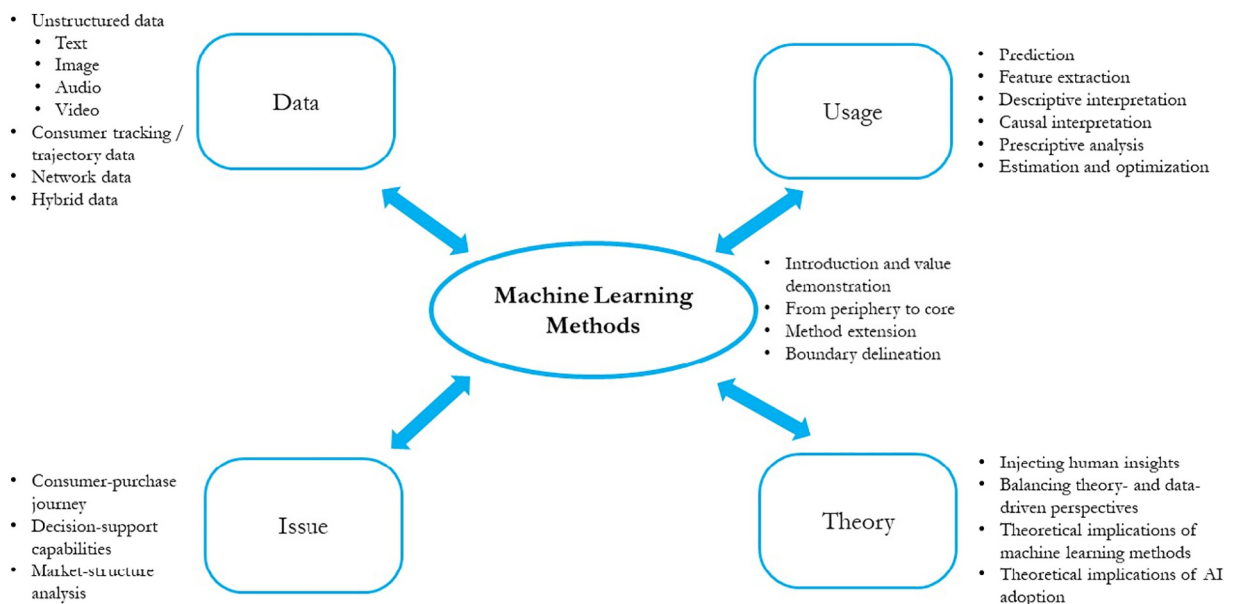 • Unstructured data
• Text
• Image
• Audio
• Video
• Consumer tracking /
trajectory data
• Network data
• Hybrid data
Data
Usage
• Prediction
• Feature extraction
• Descriptive interpretation
• Causal interpretation
• Prescriptive analysis
• Estimation and optimization
Machine Learning
Methods
• Introduction and value
demonstration
• From periphery to core
• Method extension
• Boundary delineation
• Consumer-purchase
journey
• Decision-support
capabilities
• Market-structure
analysis
Issue
Theory
• Injecting human insights
• Balancing theory- and data-
driven perspectives
• Theoretical implications of
machine learning methods
• Theoretical implications of AI
adoption